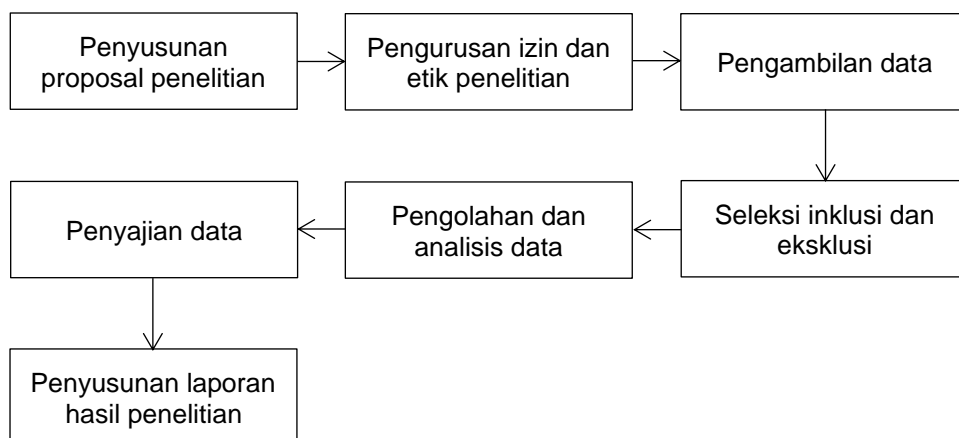 Penyusunan
proposal penelitian
Pengurusan izin dan
etik penelitian
Pengambilan data
Seleksi inklusi dan
eksklusi
Pengolahan dan
analisis data
Penyajian data
Penyusunan laporan
hasil penelitian